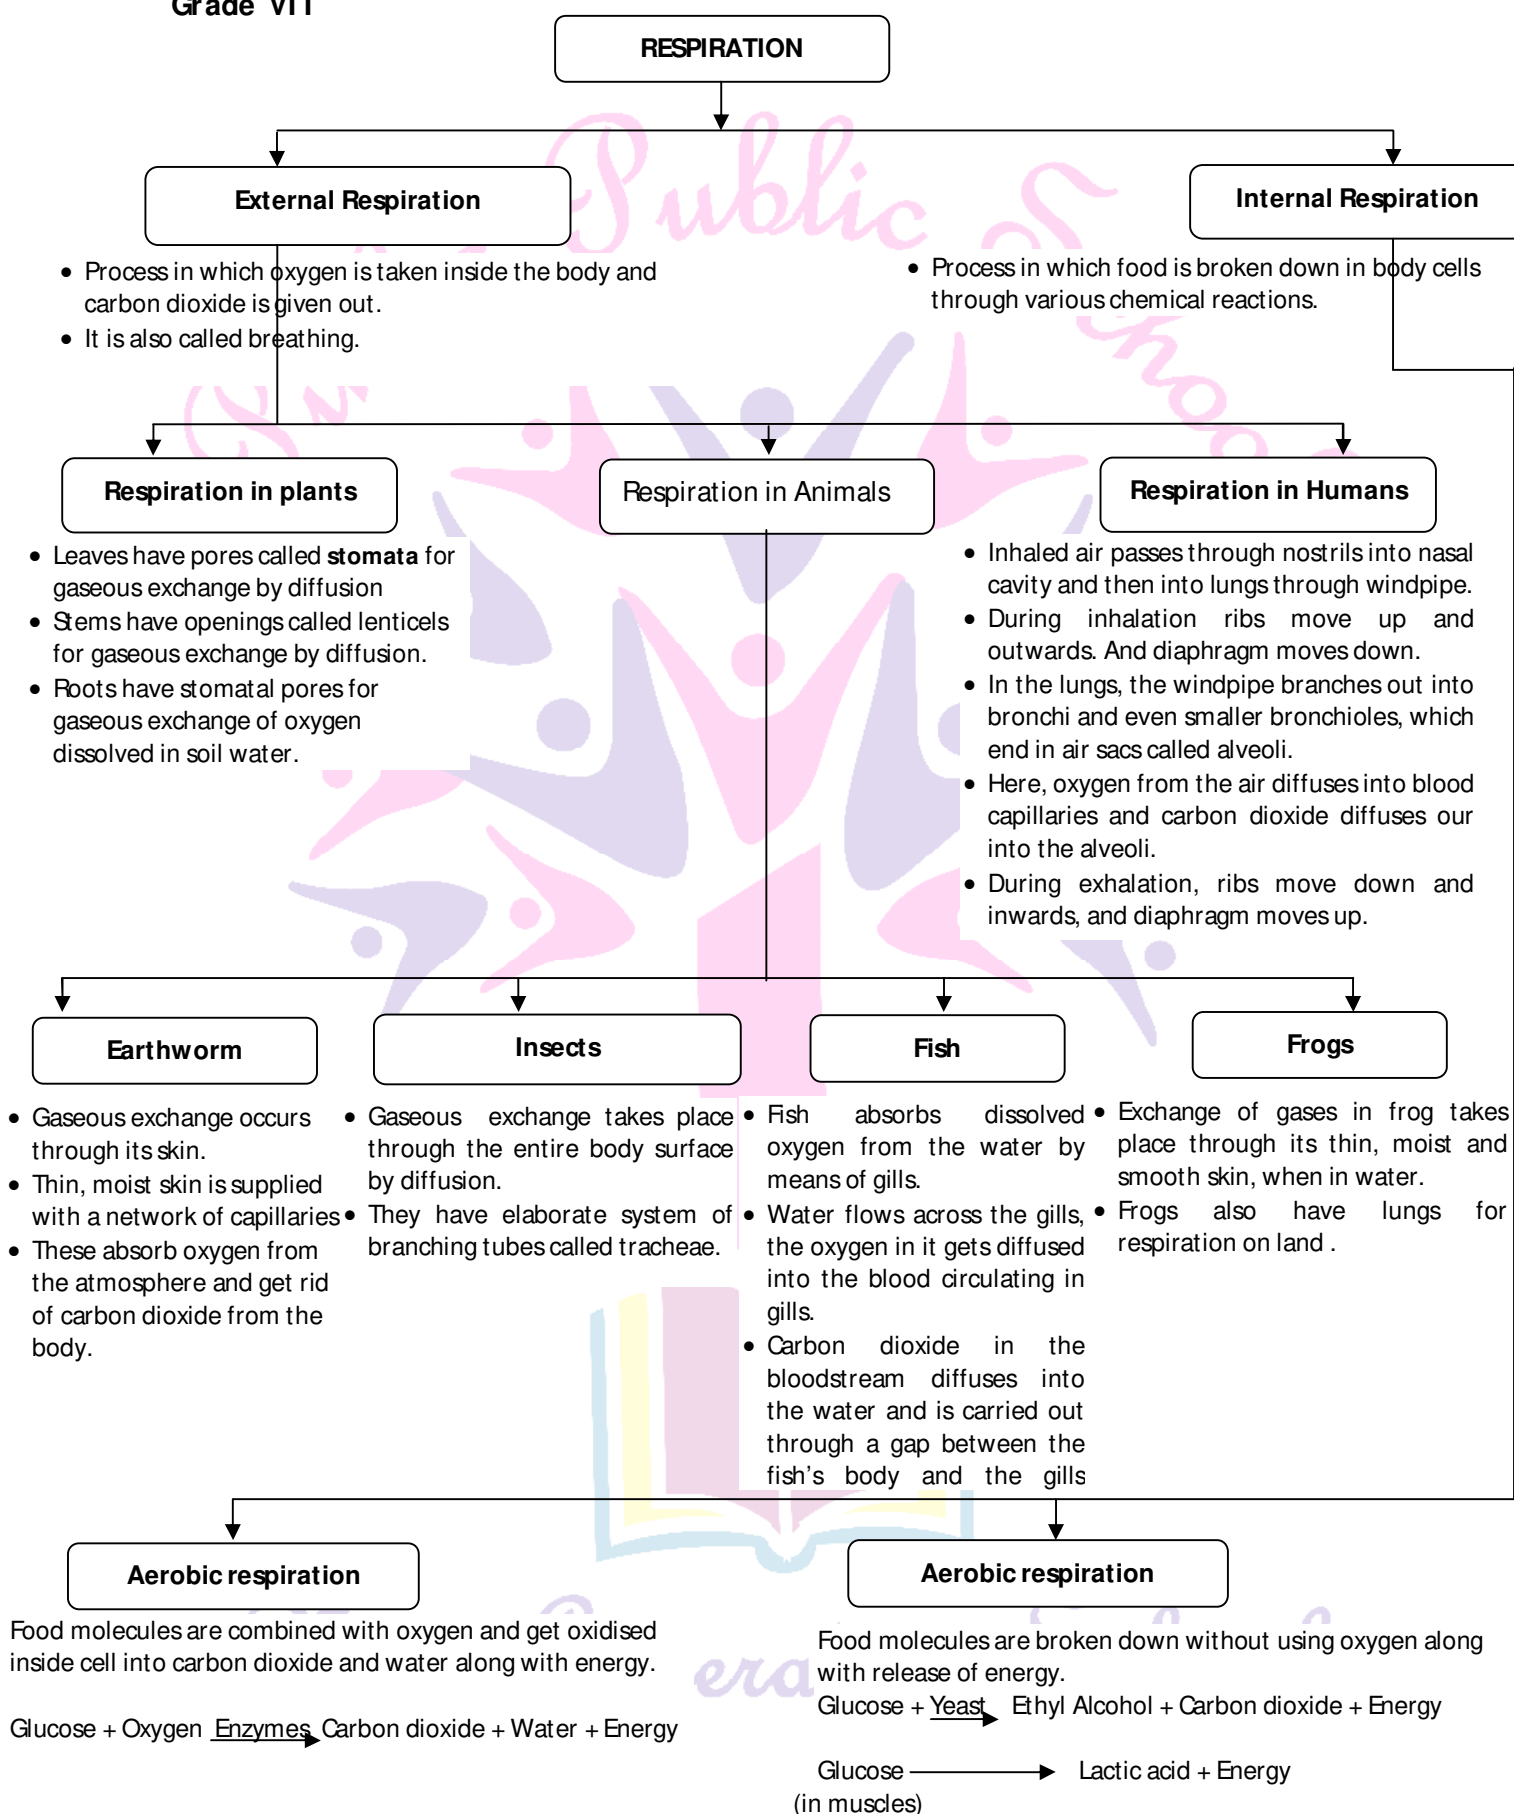 Grade VII
RESPIRATION
External Respiration
Internal Respiration
• Process in which oxygen is taken inside the body and
carbon dioxide is given out.
• It is also called breathing.
• Process in which food is broken down in body cells
through various chemical reactions.
Respiration in plants
Respiration in Animals
Respiration in Humans
• Leaves have pores called stomata for
gaseous exchange by diffusion
• Stems have openings called lenticels
for gaseous exchange by diffusion.
• Roots have stomatal pores for
gaseous exchange of oxygen
dissolved in soil water.
• Inhaled air passes through nostrils into nasal
cavity and then into lungs through windpipe.
• During inhalation ribs move up and
outwards. And diaphragm moves down.
• In the lungs, the windpipe branches out into
bronchi and even smaller bronchioles, which
end in air sacs called alveoli.
• Here, oxygen from the air diffuses into blood
capillaries and carbon dioxide diffuses our
into the alveoli.
• During exhalation, ribs move down and
inwards, and diaphragm moves up.
Earthworm
Insects
Fish
Frogs
• Gaseous exchange occurs
through its skin.
• Thin, moist skin is supplied
with a network of capillaries
• These absorb oxygen from
the atmosphere and get rid
of carbon dioxide from the
body.
• Gaseous exchange takes place
through the entire body surface
by diffusion.
• They have elaborate system of
branching tubes called tracheae.
• Fish absorbs dissolved
oxygen from the water by
means of gills.
• Water flows across the gills,
the oxygen in it gets diffused
into the blood circulating in
gills.
• Carbon dioxide in the
bloodstream diffuses into
the water and is carried out
through a gap between the
fish's body and the gills
• Exchange of gases in frog takes
place through its thin, moist and
smooth skin, when in water.
• Frogs also have lungs for
respiration on land .
Aerobic respiration
Aerobic respiration
Food molecules are combined with oxygen and get oxidised
inside cell into carbon dioxide and water along with energy.
Glucose + Oxygen Enzymes Carbon dioxide + Water + Energy
Food molecules are broken down without using oxygen along
with release of energy.
Glucose + Yeast Ethyl Alcohol + Carbon dioxide + Energy
Glucose Lactic acid + Energy
(in muscles)
Public